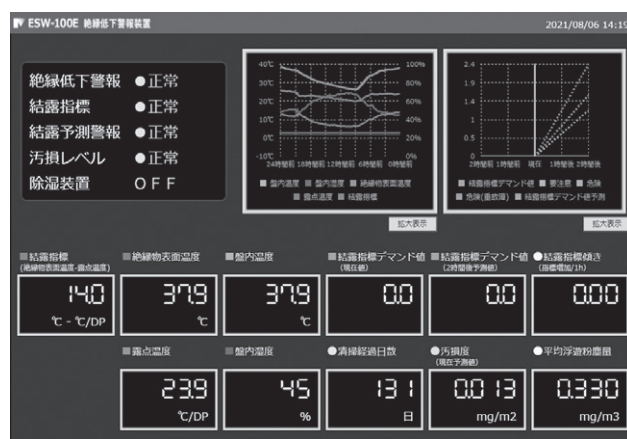 ESW-100E 絶縁低下警報装置
2021/08/06 14:19
絶縁低下警報 ●正常
結露指標 ●正常
結露予測警報 ●正常
汚損レベル ●正常
除湿装置 OFF
40℃ 100%
30℃ 80%
20℃ 60%
10℃ 40%
0℃ 20%
-10℃ 0%
24時間前 18時間前 12時間前 6時間前 0時間前
■盤内温度 ■盤内湿度 ■絶縁物表面温度
■露点温度 ■結露指標
2.4
1.9
1.4
1
0.5
0
2時間前 1時間前 現在 1時間後 2時間後
■結露指標デマンド値 ■要注意 ■危険
■危険(重故障) ■結露指標デマンド値予測
拡大表示
拡大表示
■結露指標
(絶縁物表面温度-露点温度)
14.0
℃ - ℃/DP
■絶縁物表面温度
37.9
℃
■盤内温度
37.9
℃
■結露指標デマンド値
(現在値)
0.0
■結露指標デマンド値
(2時間後予測値)
0.0
●結露指標傾き
(指標増加/1h)
0.00
■露点温度
23.9
℃/DP
■盤内湿度
45
%
●清掃経過日数
131
日
●汚損度
(現在予測値)
0.013
mg/m2
●平均浮遊粉塵量
0.330
mg/m3